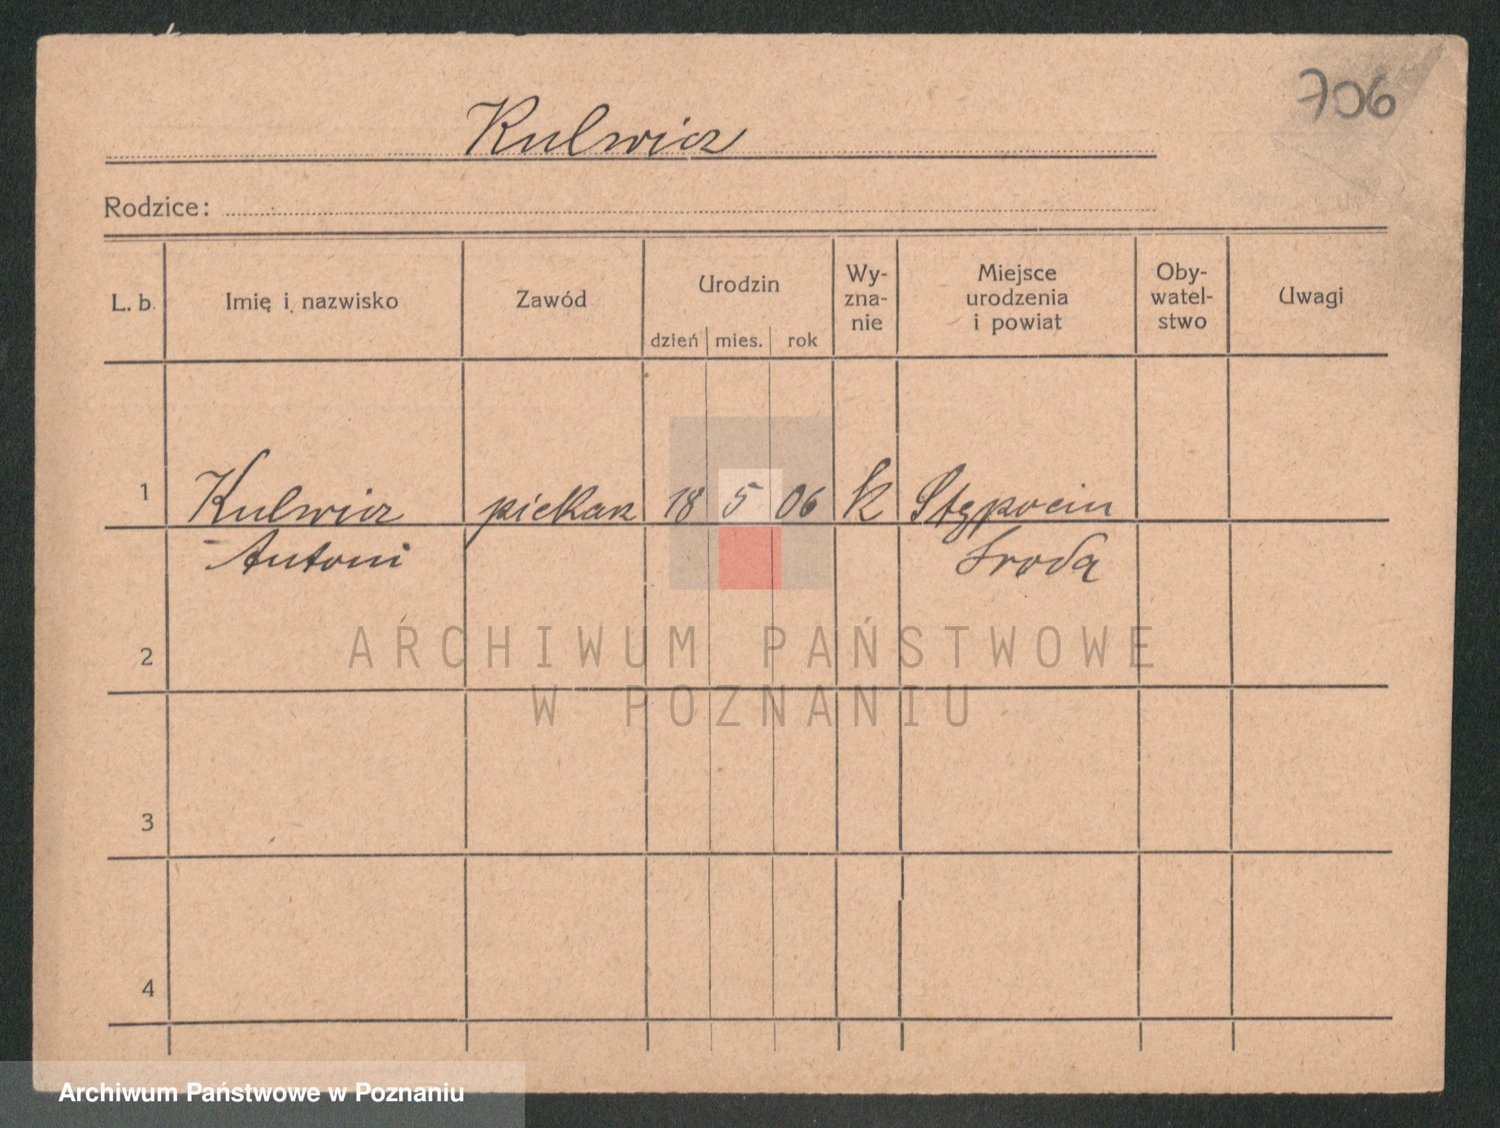 706
Kulwicz
Rodzice:
L. b. Imię i nazwisko Zawód Urodzin dzień mies. rok Wy-zna-nie Miejsce urodzenia i powiat Oby-watel-stwo Uwagi
1 Kulwicz piekarz 18 5 06 k Stępocin
Antoni Środa
2
ARCHIWUM PAŃSTWOWE
W POZNANIU
3
4
Archiwum Państwowe w Poznaniu